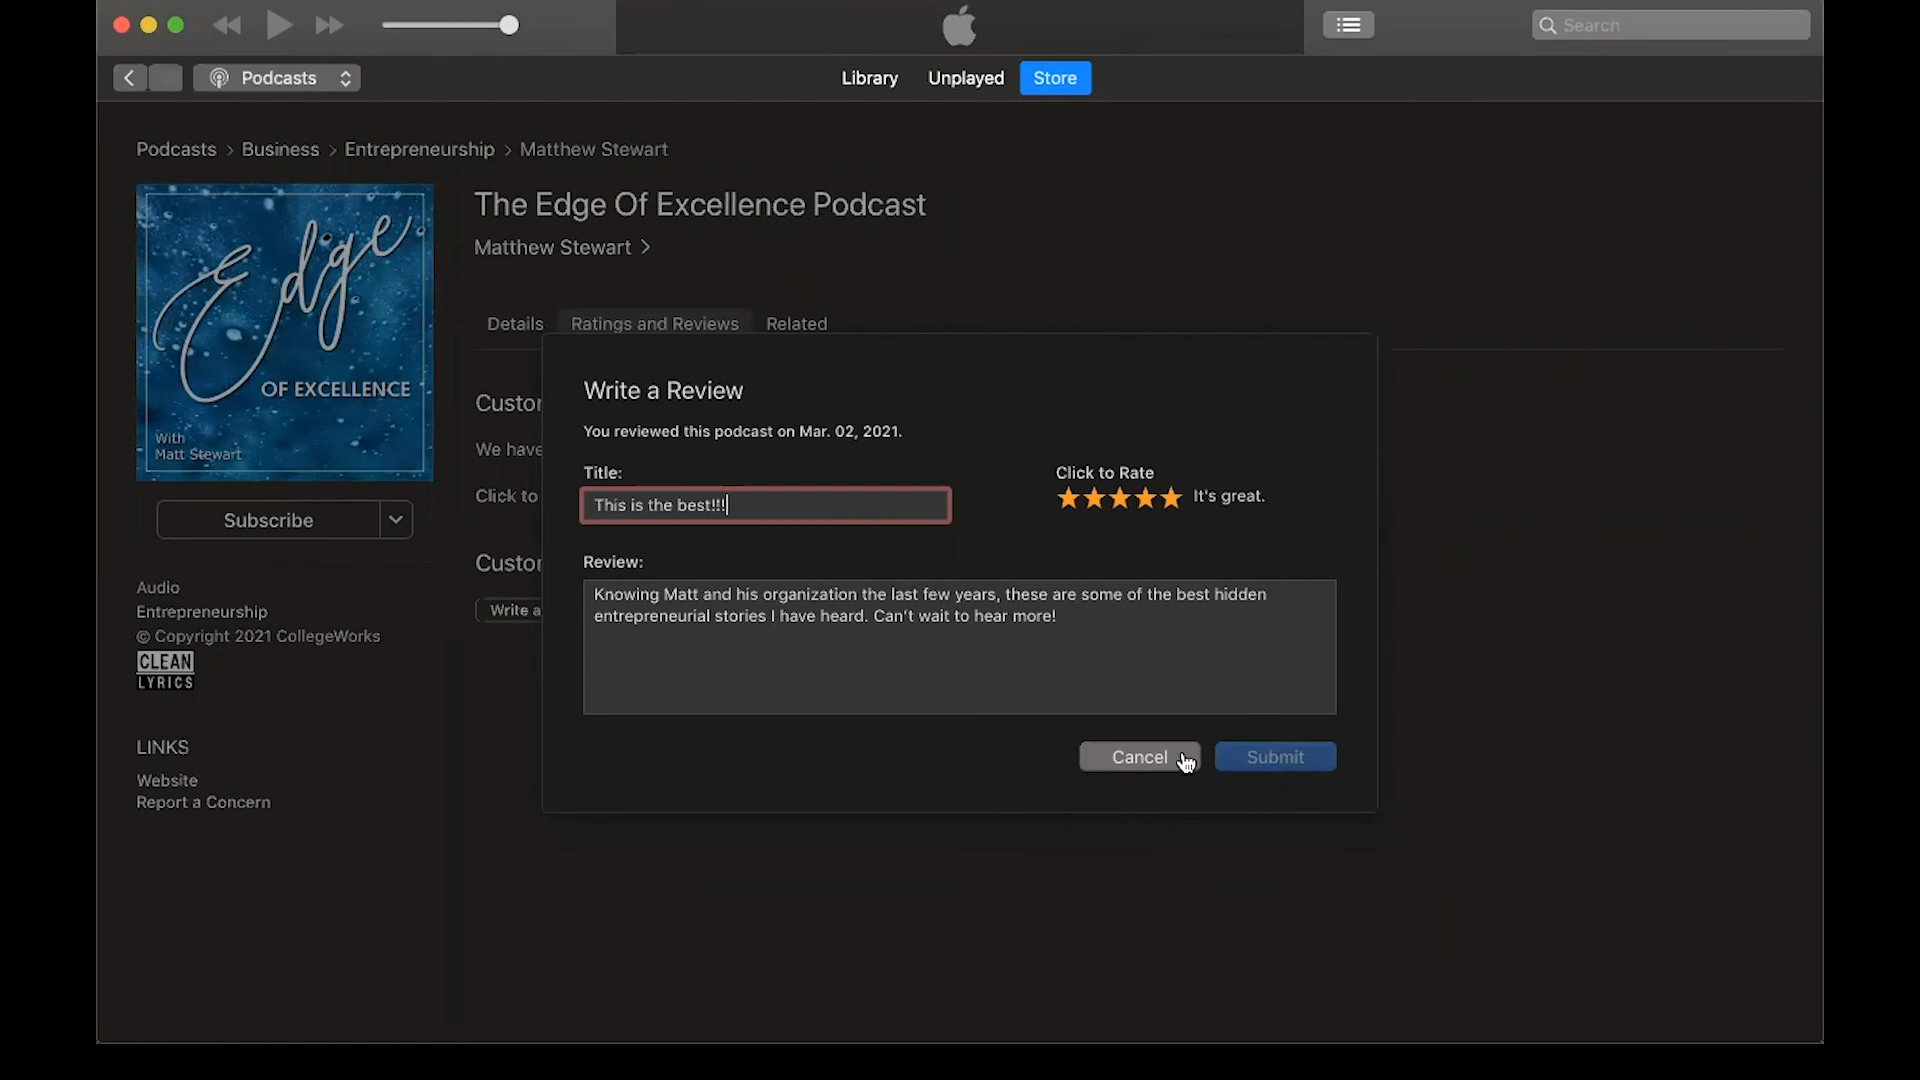 Search
Podcasts
Library
Unplayed
Store
Podcasts > Business > Entrepreneurship > Matthew Stewart
Edge
OF EXCELLENCE
With
Matt Stewart
The Edge Of Excellence Podcast
Matthew Stewart >
Details
Ratings and Reviews
Related
Subscribe
Audio
Entrepreneurship
© Copyright 2021 CollegeWorks
CLEAN
LYRICS
LINKS
Website
Report a Concern
Custor
We have
Click to
Custor
Write a
Write a Review
You reviewed this podcast on Mar. 02, 2021.
Title:
This is the best!!!
Click to Rate
It's great.
Review:
Knowing Matt and his organization the last few years, these are some of the best hidden
entrepreneurial stories I have heard. Can't wait to hear more!
Cancel
Submit